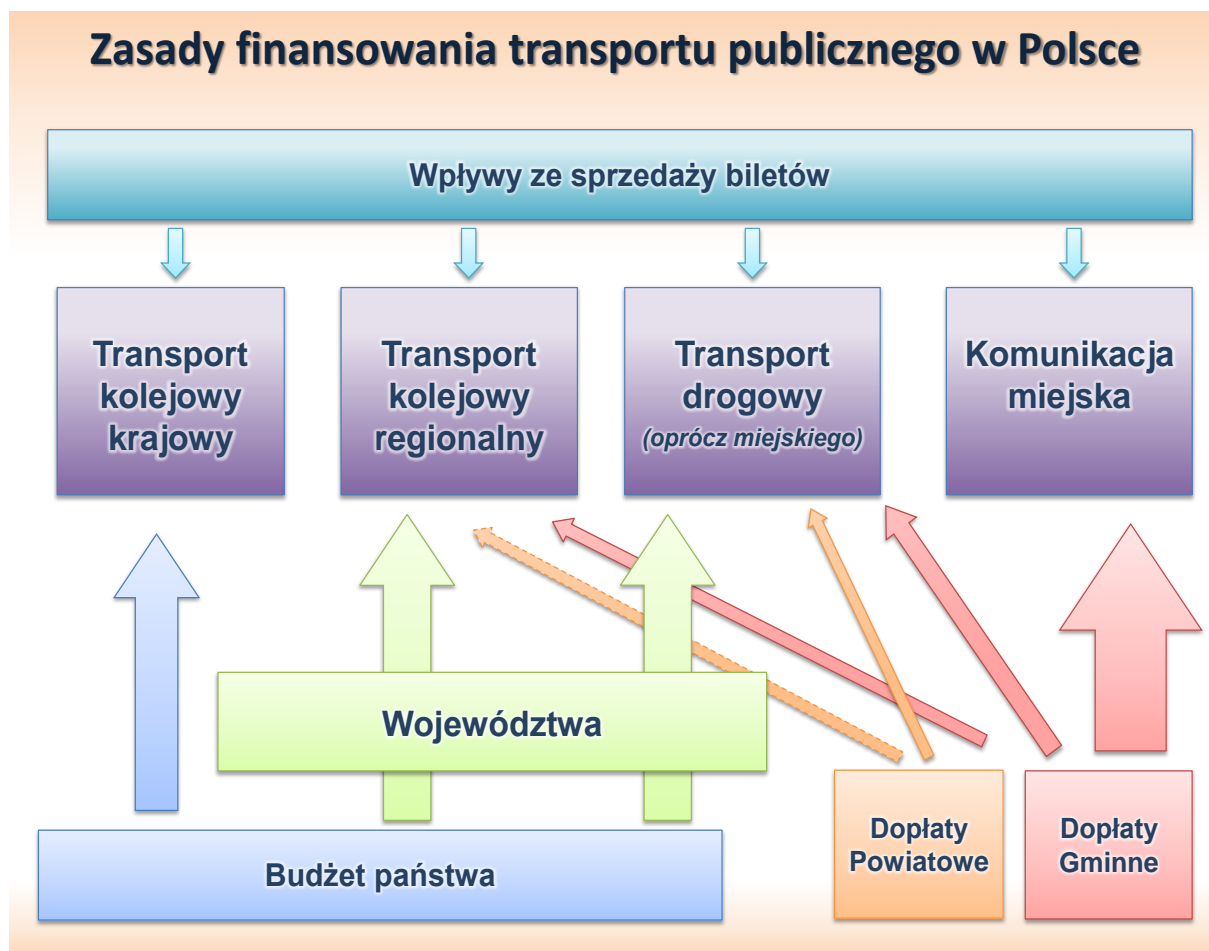 Zasady finansowania transportu publicznego w Polsce
Wpływy ze sprzedaży biletów
Transport
kolejowy
krajowy
Transport
kolejowy
regionalny
Transport
drogowy
(oprócz miejskiego)
Komunikacja
miejska
Województwa
Budżet państwa
Dopłaty
Powiatowe
Dopłaty
Gminne